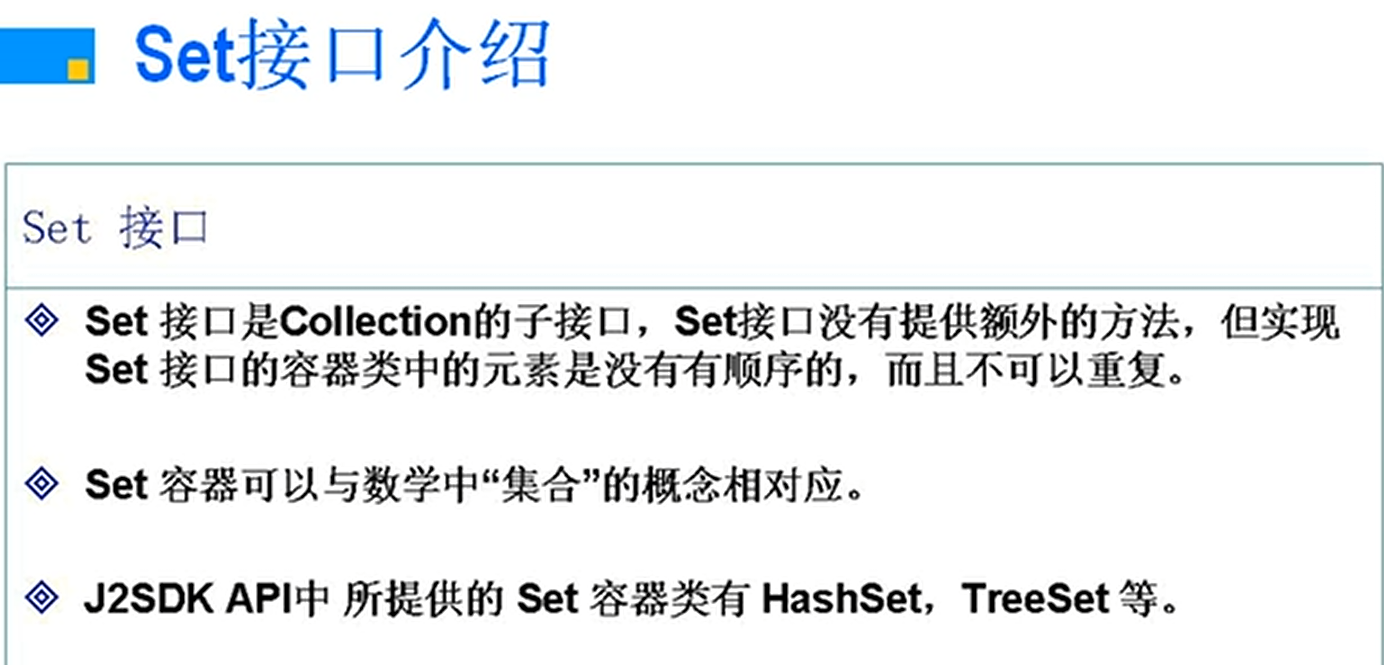 Set接口介绍
Set 接口
Set 接口是Collection的子接口，Set接口没有提供额外的方法，但实现
Set 接口的容器类中的元素是没有有顺序的，而且不可以重复。
Set 容器可以与数学中“集合”的概念相对应。
J2SDK API中 所提供的 Set 容器类有 HashSet，TreeSet 等。